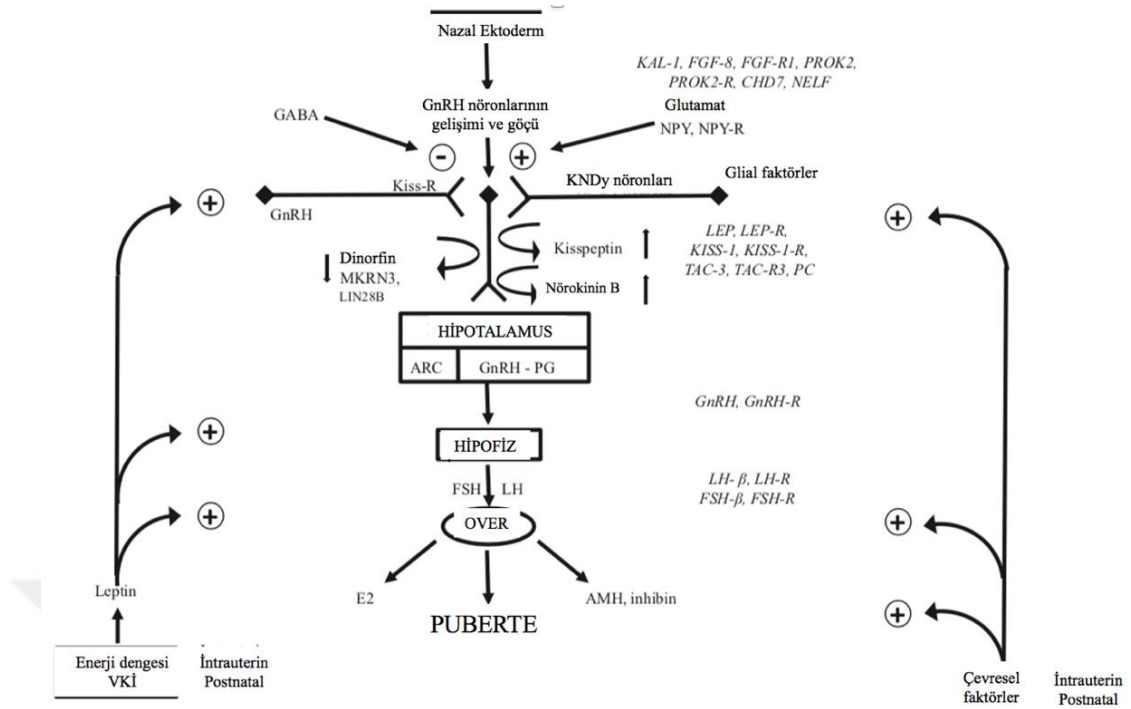 Nazal Ektoderm
KAL-1, FGF-8, FGF-R1, PROK2,
PROK2-R, CHD7, NELF
GnRH nöronlarının
gelişimi ve göçü
GABA
Glutamat
NPY, NPY-R
-
+
Kiss-R
KNDy nöronları
Glial faktörler
+
GnRH
+
Dinorfin
MKRN3,
LIN28B
Kisspeptin
Nörokinin B
LEP, LEP-R,
KISS-1, KISS-1-R,
TAC-3, TAC-R3, PC
HİPOTALAMUS
ARC
GnRH - PG
GnRH, GnRH-R
+
HİPOFİZ
FSH
LH
LH- β, LH-R
FSH-β, FSH-R
+
OVER
+
Leptin
E2
AMH, inhibin
+
PUBERTE
Enerji dengesi
VKİ
İntrauterin
Postnatal
Çevresel
faktörler
İntrauterin
Postnatal